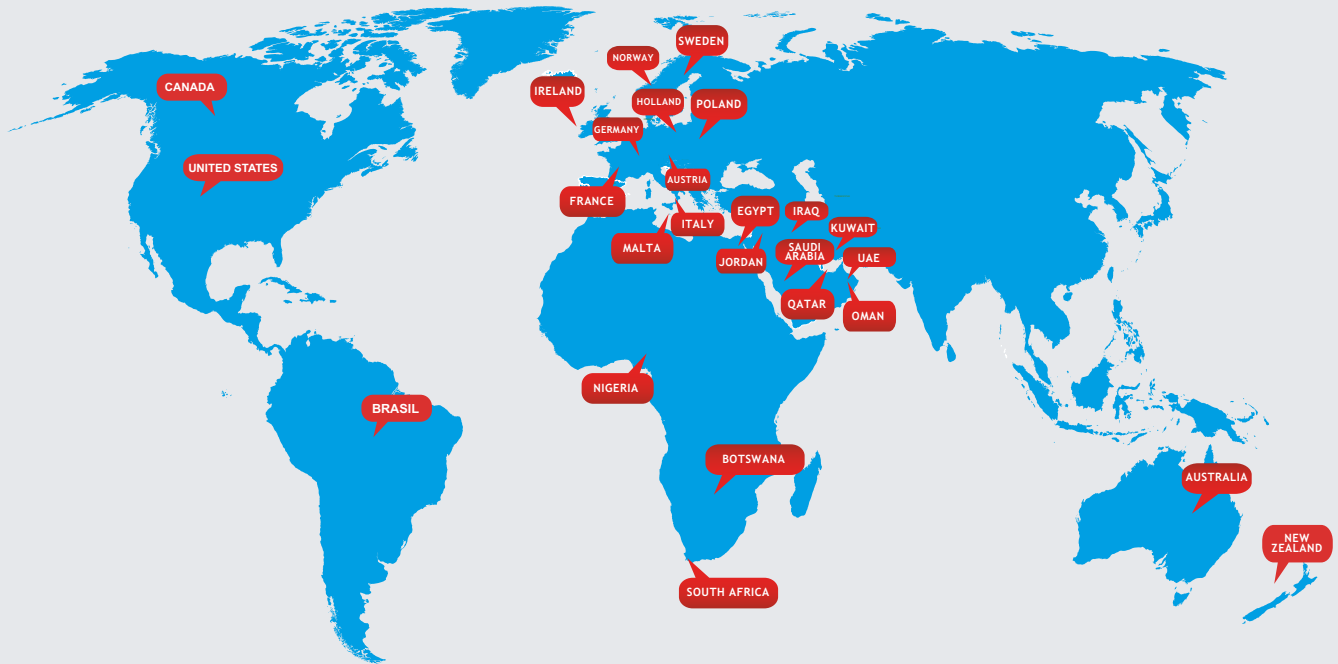 SWEDEN
NORWAY
CANADA
IRELAND
HOLLAND
POLAND
GERMANY
UNITED STATES
AUSTRIA
FRANCE
EGYPT
IRAQ
ITALY
KUWAIT
MALTA
SAUDI
ARABIA
JORDAN
UAE
QATAR
OMAN
NIGERIA
BRASIL
BOTSWANA
AUSTRALIA
NEW
ZEALAND
SOUTH AFRICA